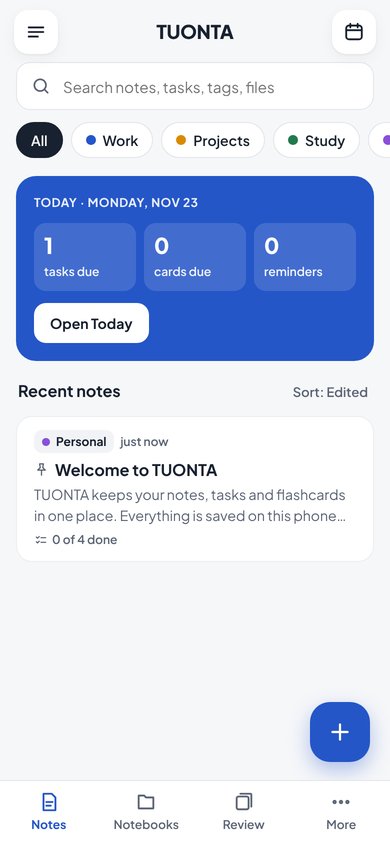 TUONTA
Search notes, tasks, tags, files
All
Work
Projects
Study
TODAY · MONDAY, NOV 23
1
tasks due
0
cards due
0
reminders
Open Today
Recent notes
Sort: Edited
Personal
just now
Welcome to TUONTA
TUONTA keeps your notes, tasks and flashcards
in one place. Everything is saved on this phone…
0 of 4 done
Notes
Notebooks
Review
More